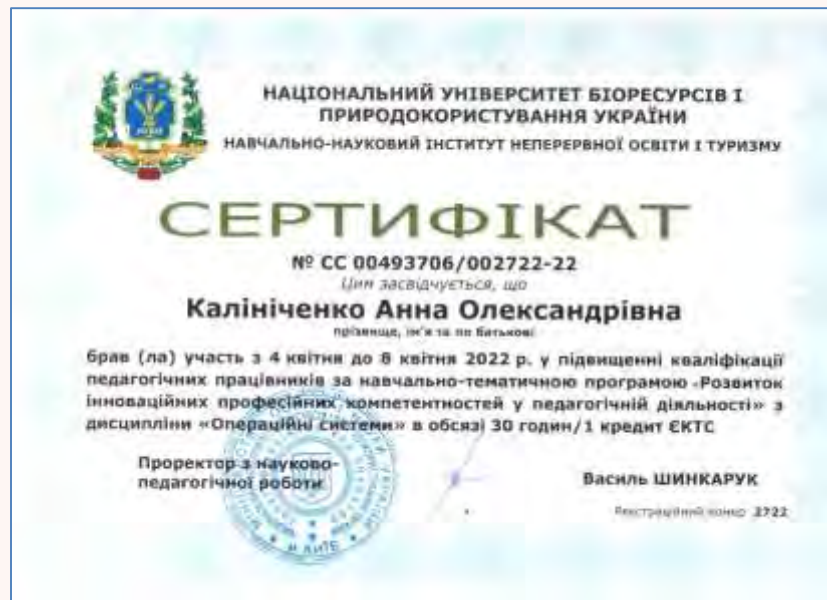 НАЦІОНАЛЬНИЙ УНІВЕРСИТЕТ БІОРЕСУРСІВ І
ПРИРОДОКОРИСТУВАННЯ УКРАЇНИ
НАВЧАЛЬНО-НАУКОВИЙ ІНСТИТУТ НЕПЕРЕРВНОЇ ОСВІТИ І ТУРИЗМУ
СЕРТИФІКАТ
№ СС 00493706/002722-22
Цим засвідчується, що
Калініченко Анна Олександрівна
прізвище, ім'я та по батькові
брав (ла) участь з 4 квітня до 8 квітня 2022 р. у підвищенні кваліфікації
педагогічних працівників за навчально-тематичною програмою «Розвиток
інноваційних професійних компетентностей у педагогічній діяльності» з
дисципліни «Операційні системи» в обсязі 30 годин/1 кредит ЄКТС
Проректор з науково-
педагогічної роботи
Василь ШИНКАРУК
Реєстраційний номер 2722